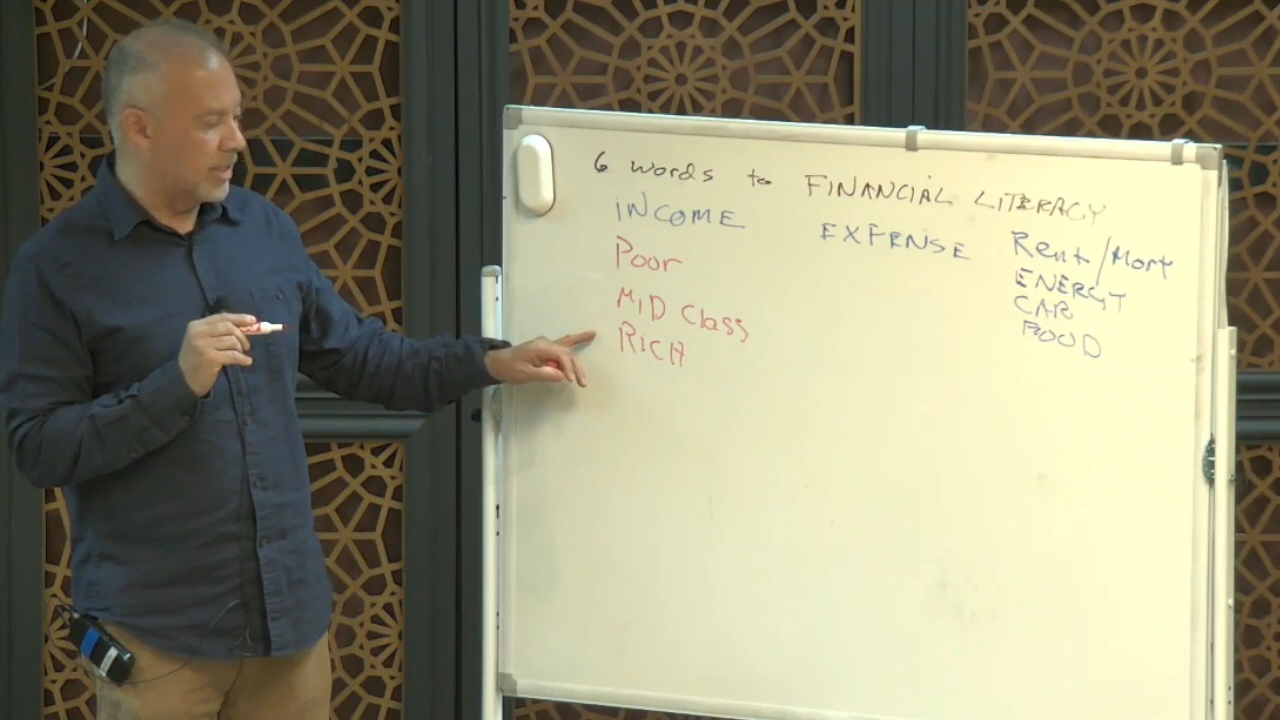 6 words to FINANCIAL LITERACY
INCOME EXPENSE Rent/Mort
Poor ENERGY
MID Class CAR
RICH FOOD